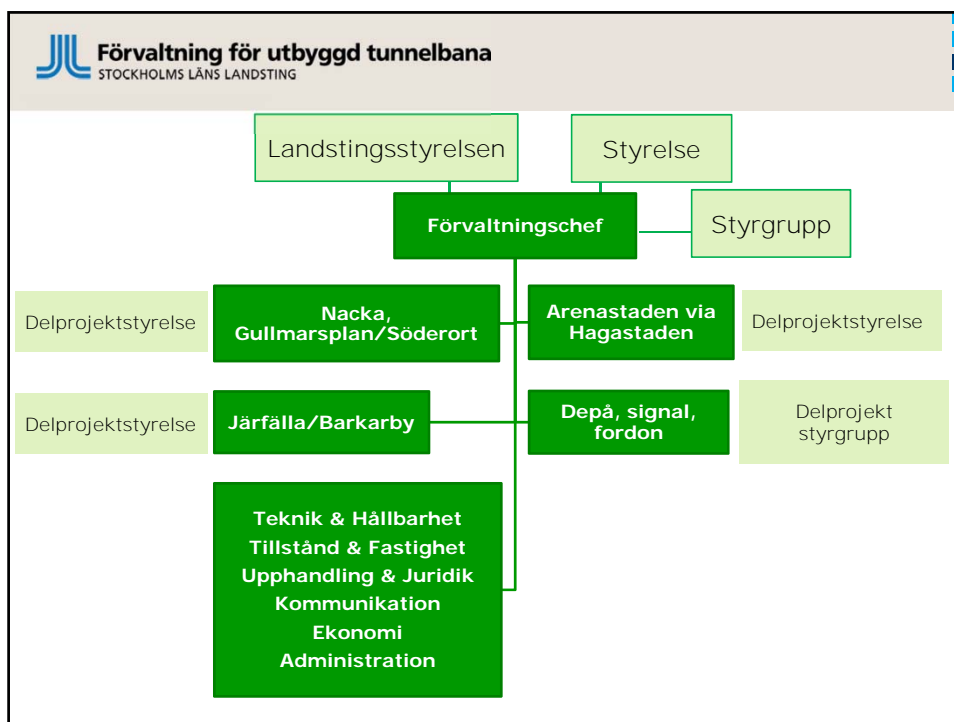 Förvaltning för utbyggd tunnelbana
STOCKHOLMS LÄNS LANDSTING
Landstingsstyrelsen
Styrelse
Förvaltningschef
Styrgrupp
Delprojektstyrelse
Nacka,
Gullmarsplan/Söderort
Arenastaden via
Hagastaden
Delprojektstyrelse
Delprojektstyrelse
Järfälla/Barkarby
Depå, signal,
fordon
Delprojekt
styrgrupp
Teknik & Hållbarhet
Tillstånd & Fastighet
Upphandling & Juridik
Kommunikation
Ekonomi
Administration